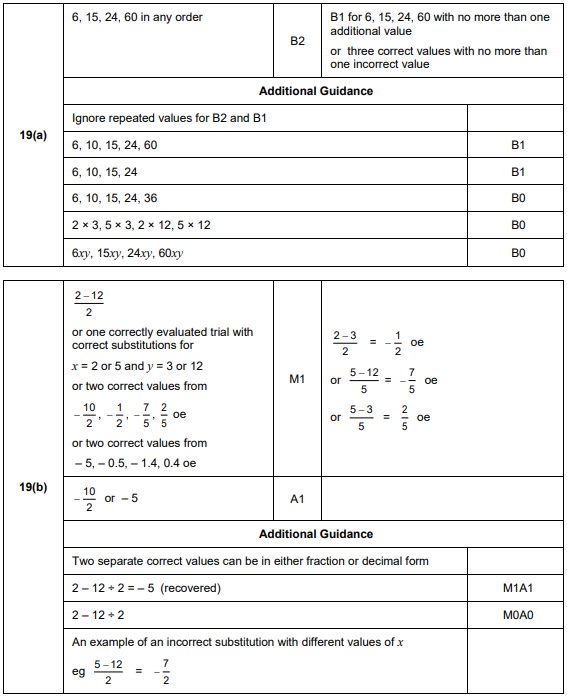 19(a)
6, 15, 24, 60 in any order
B2
B1 for 6, 15, 24, 60 with no more than one
additional value
or three correct values with no more than
one incorrect value
Additional Guidance
Ignore repeated values for B2 and B1
6, 10, 15, 24, 60 B1
6, 10, 15, 24 B1
6, 10, 15, 24, 36 B0
2 × 3, 5 × 3, 2 × 12, 5 × 12 B0
6xy, 15xy, 24xy, 60xy B0
19(b)
(2 – 12)/2
or one correctly evaluated trial with
correct substitutions for
x = 2 or 5 and y = 3 or 12
or two correct values from
–10/2, –1/2, –7/5, 2/5 oe
or two correct values from
– 5, – 0.5, – 1.4, 0.4 oe
M1
(2 – 3)/2 = –1/2 oe
or (5 – 12)/5 = –7/5 oe
or (5 – 3)/5 = 2/5 oe
–10/2 or – 5
A1
Additional Guidance
Two separate correct values can be in either fraction or decimal form
2 – 12 ÷ 2 = – 5 (recovered) M1A1
2 – 12 ÷ 2 M0A0
An example of an incorrect substitution with different values of x
eg (5 – 12)/2 = –7/2